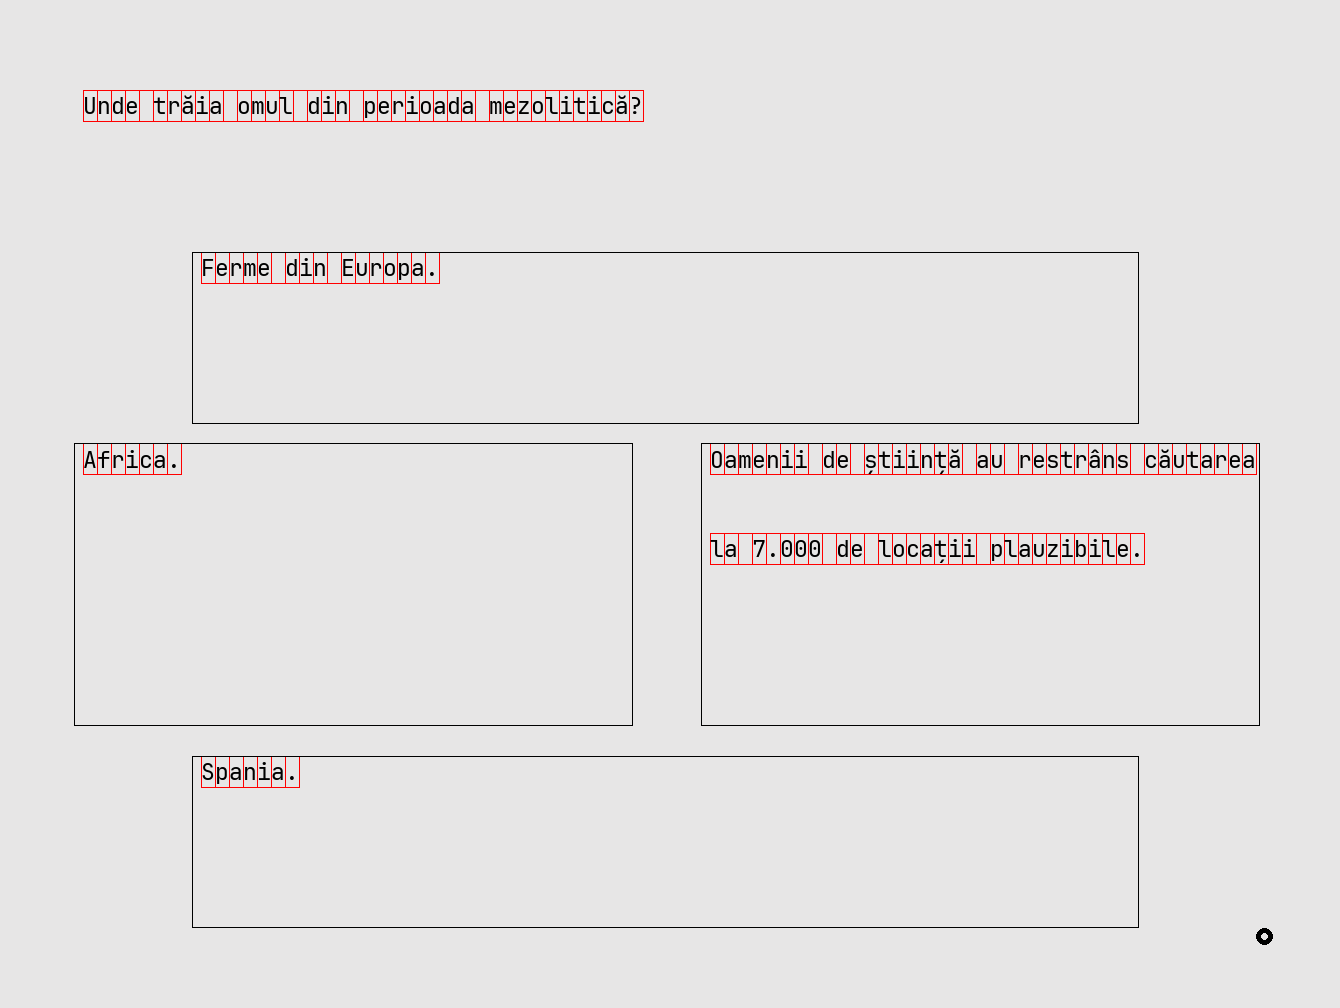 Unde trăia omul din perioada mezolitică?
Ferme din Europa.
Africa.
Oamenii de știință au restrâns căutarea
la 7.000 de locații plauzibile.
Spania.